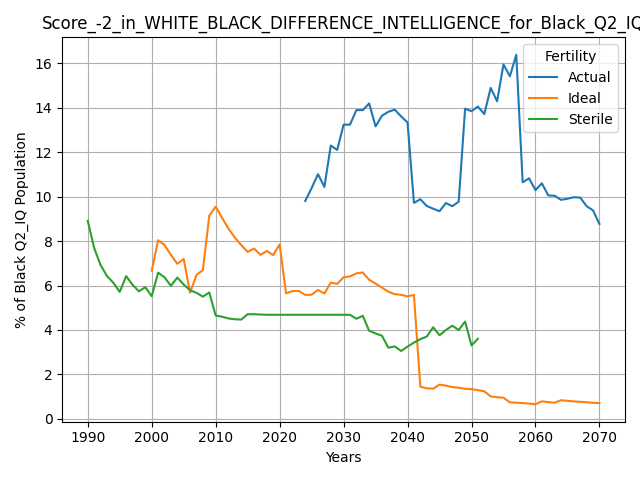 Score_-2_in_WHITE_BLACK_DIFFERENCE_INTELLIGENCE_for_Black_Q2_IQ
Fertility
Actual
Ideal
Sterile
% of Black Q2_IQ Population
16
14
12
10
8
6
4
2
0
1990 2000 2010 2020 2030 2040 2050 2060 2070
Years